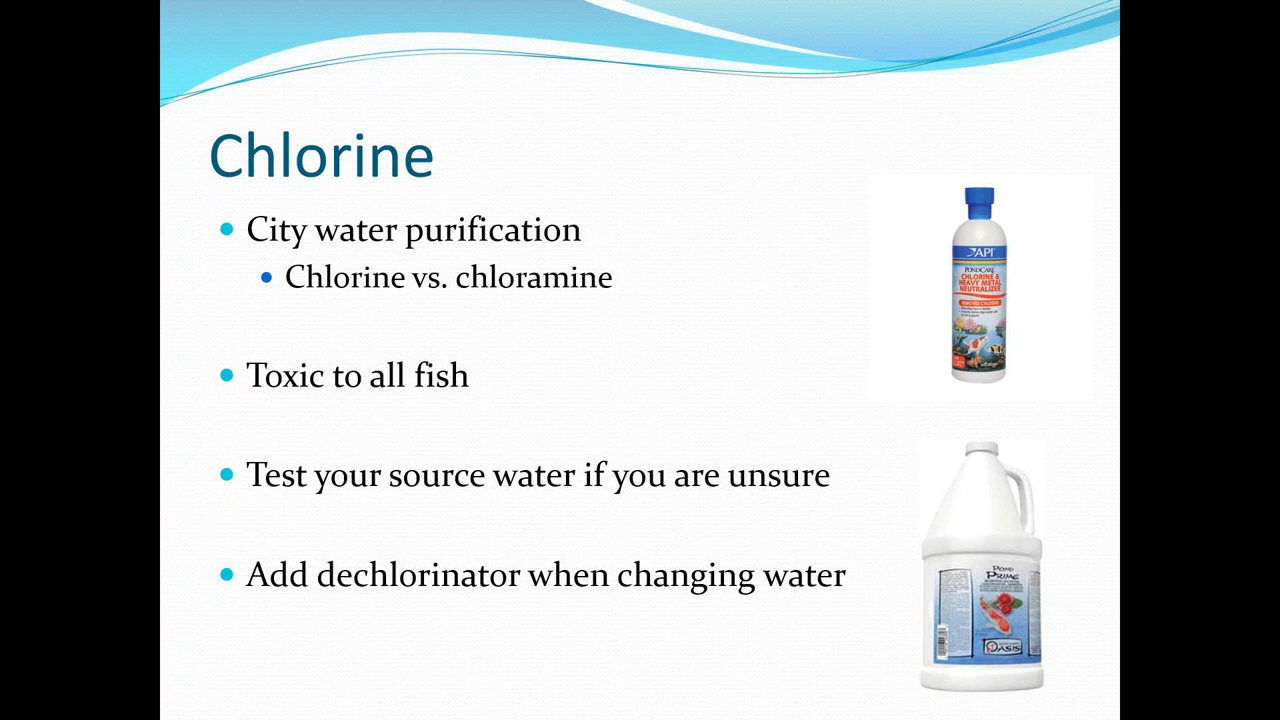 Chlorine
City water purification
Chlorine vs. chloramine
Toxic to all fish
Test your source water if you are unsure
Add dechlorinator when changing water
API
PONDCARE
CHLORINE &
HEAVY METAL
NEUTRALIZER
REMOVES CHLORINE
POND
PRIME
OASIS